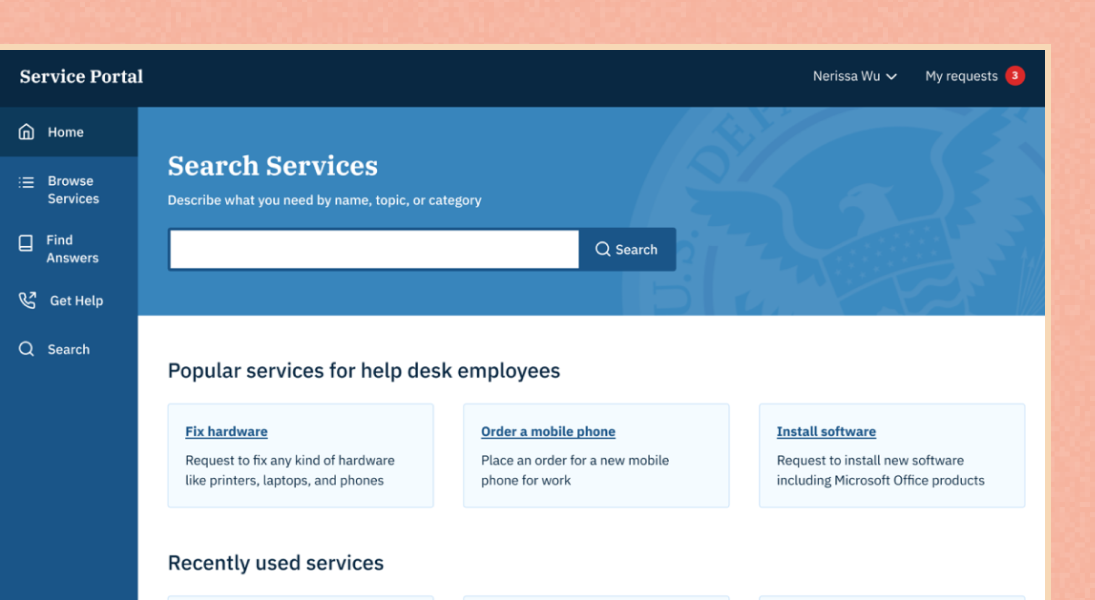 Service Portal
Nerissa Wu
My requests 3
Home
Browse
Services
Find
Answers
Get Help
Search
Search Services
Describe what you need by name, topic, or category
Search
U.S. DEP
Popular services for help desk employees
Fix hardware
Request to fix any kind of hardware
like printers, laptops, and phones
Order a mobile phone
Place an order for a new mobile
phone for work
Install software
Request to install new software
including Microsoft Office products
Recently used services